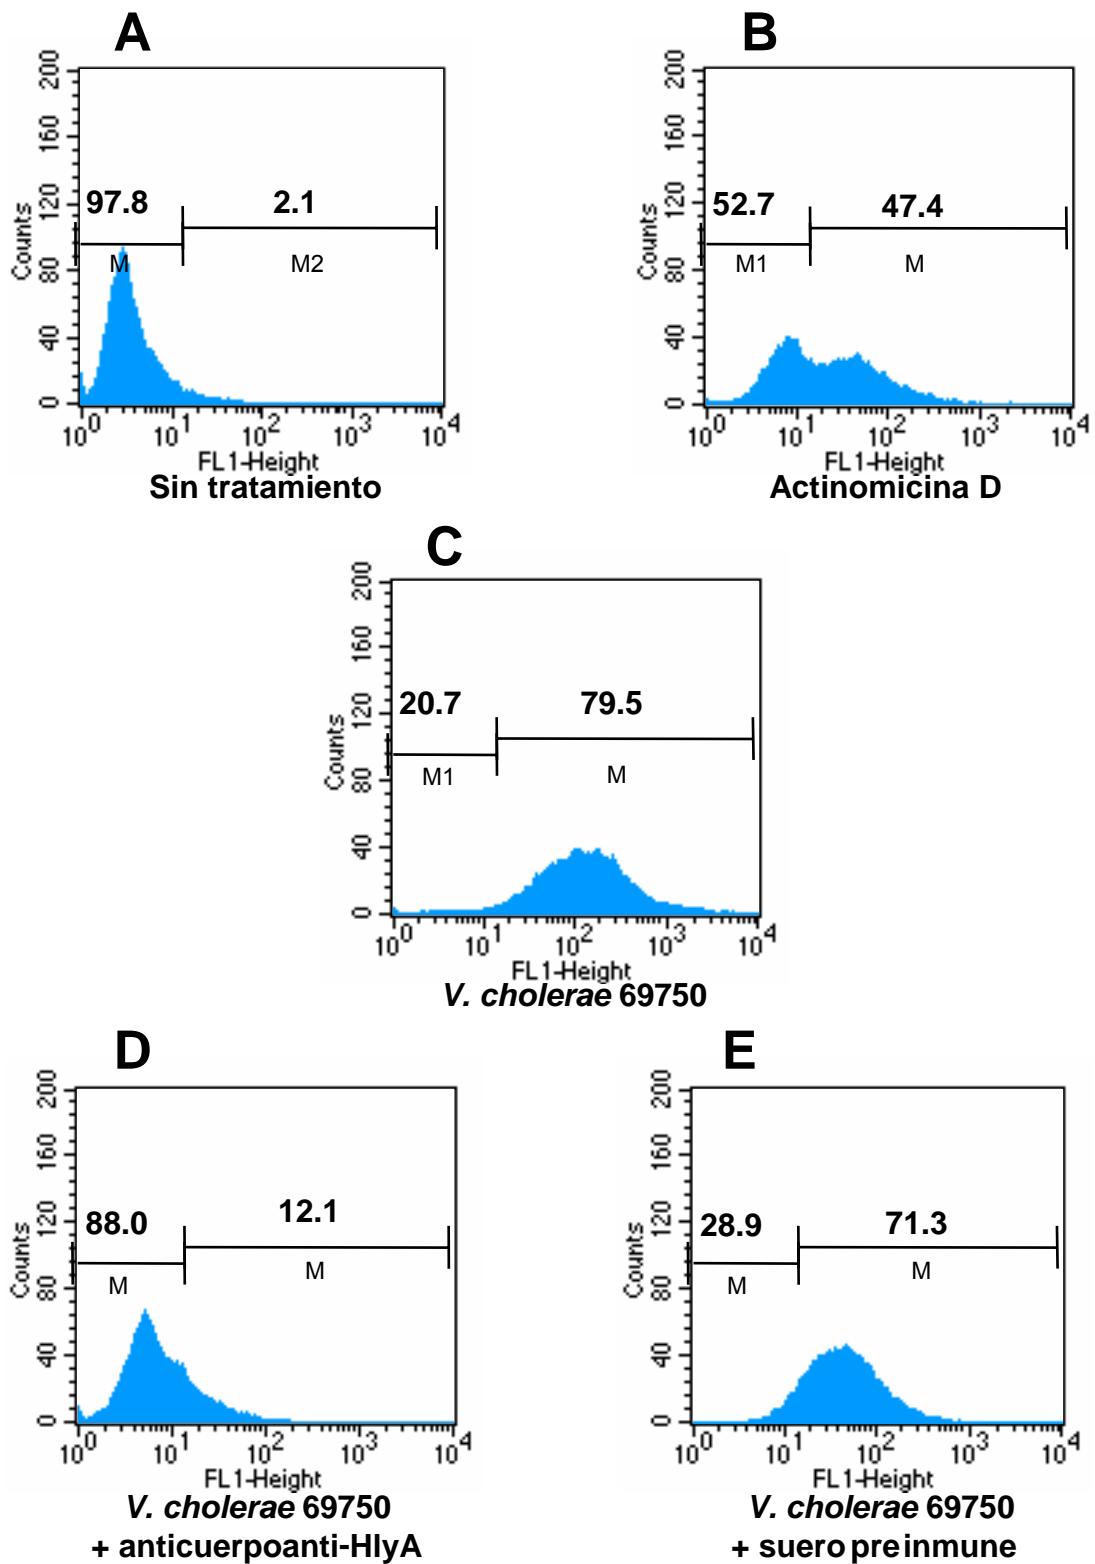 A
B
200
160
120
80
40
0
Counts
97.8
2.1
M
M2
10^0 10^1 10^2 10^3 10^4
FL1-Height
Sin tratamiento
200
160
120
80
40
0
Counts
52.7
47.4
M1
M
10^0 10^1 10^2 10^3 10^4
FL1-Height
Actinomicina D
C
200
160
120
80
40
0
Counts
20.7
79.5
M1
M
10^0 10^1 10^2 10^3 10^4
FL1-Height
V. cholerae 69750
D
E
200
160
120
80
40
0
Counts
88.0
12.1
M
M
10^0 10^1 10^2 10^3 10^4
FL1-Height
V. cholerae 69750
+ anticuerpoanti-HlyA
200
160
120
80
40
0
Counts
28.9
71.3
M
M
10^0 10^1 10^2 10^3 10^4
FL1-Height
V. cholerae 69750
+ suero preinmune